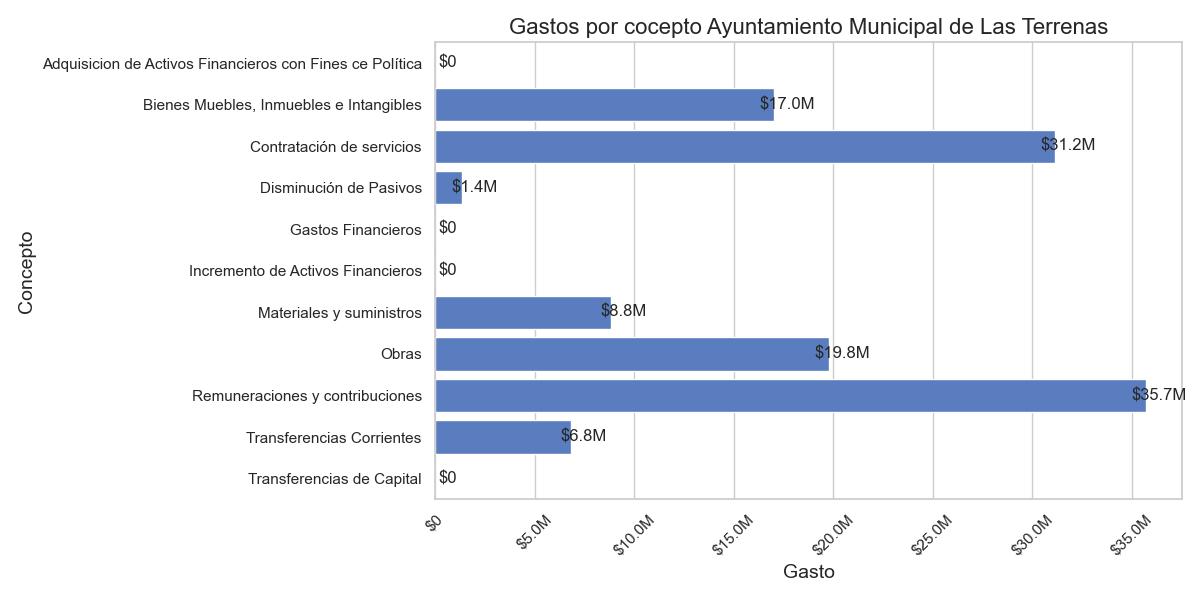 Gastos por cocepto Ayuntamiento Municipal de Las Terrenas
Concepto
Adquisicion de Activos Financieros con Fines ce Política $0
Bienes Muebles, Inmuebles e Intangibles $17.0M
Contratación de servicios $31.2M
Disminución de Pasivos $1.4M
Gastos Financieros $0
Incremento de Activos Financieros $0
Materiales y suministros $8.8M
Obras $19.8M
Remuneraciones y contribuciones $35.7M
Transferencias Corrientes $6.8M
Transferencias de Capital $0
$0 $5.0M $10.0M $15.0M $20.0M $25.0M $30.0M $35.0M
Gasto